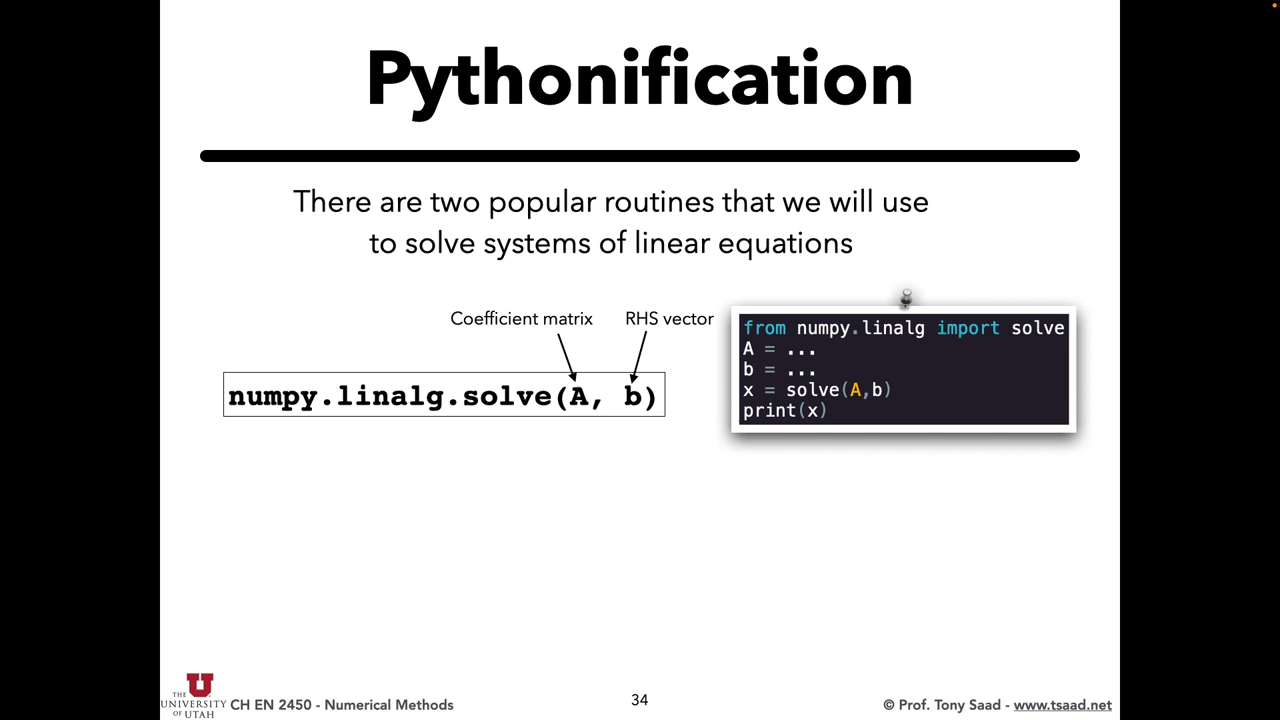 Pythonification
There are two popular routines that we will use
to solve systems of linear equations
Coefficient matrix
RHS vector
numpy.linalg.solve(A, b)
from numpy.linalg import solve
A = ...
b = ...
x = solve(A,b)
print(x)
U
THE
UNIVERSITY
OF UTAH
CH EN 2450 - Numerical Methods
34
© Prof. Tony Saad - www.tsaad.net